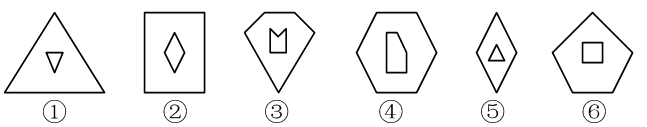 ① ② ③ ④ ⑤ ⑥